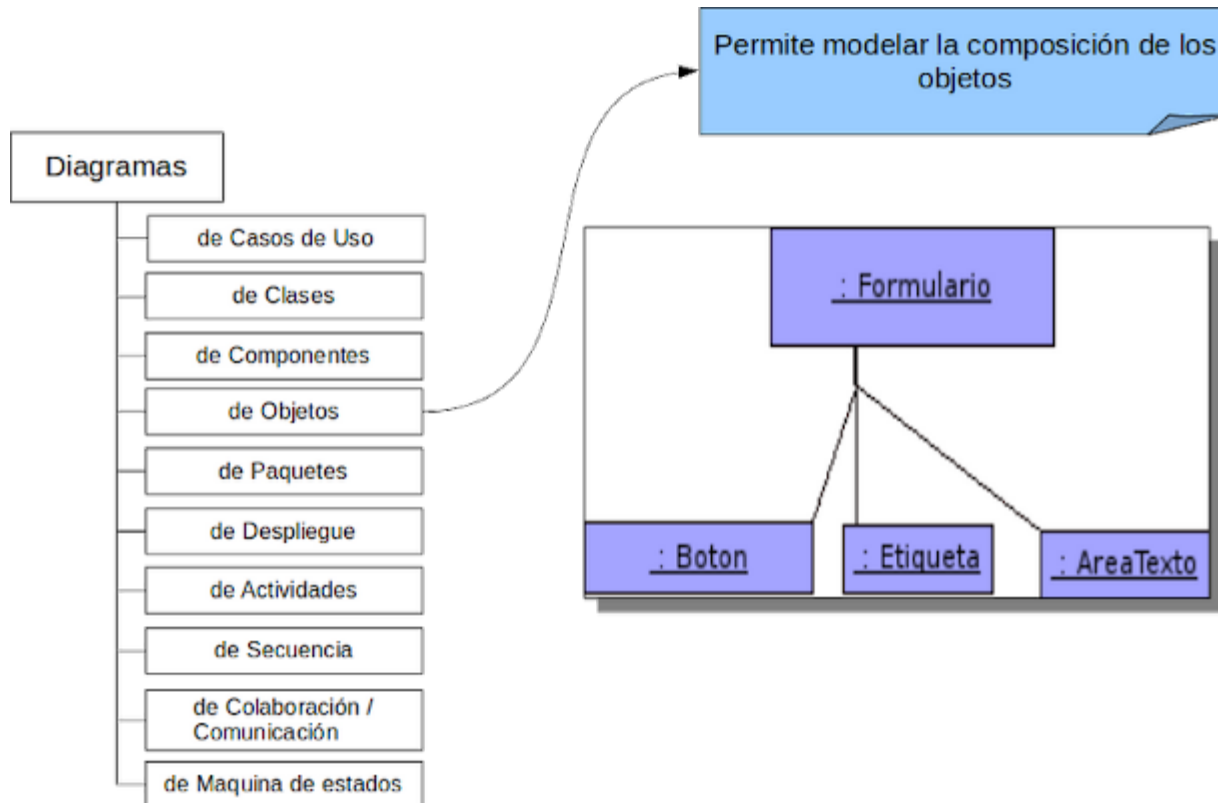 Permite modelar la composición de los
objetos
Diagramas
de Casos de Uso
de Clases
de Componentes
de Objetos
de Paquetes
de Despliegue
de Actividades
de Secuencia
de Colaboración /
Comunicación
de Maquina de estados
: Formulario
: Boton
: Etiqueta
: AreaTexto